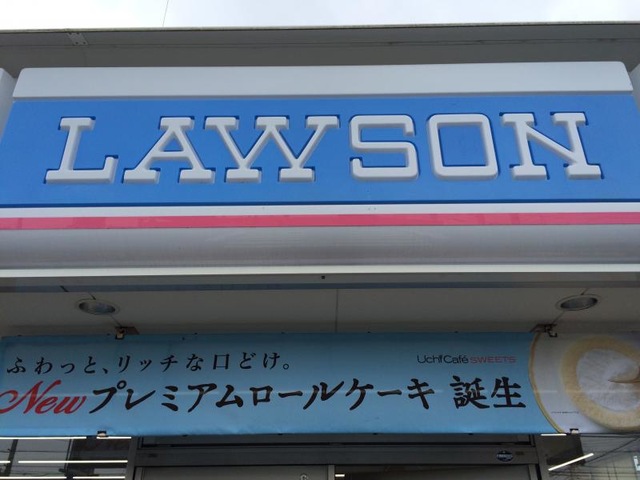 LAWSON
ふわっと、リッチな口どけ。
Uchi Café SWEETS
New プレミアムロールケーキ 誕生